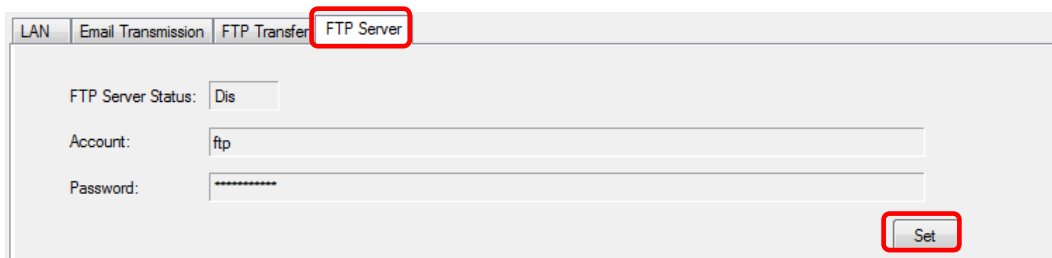 LAN Email Transmission FTP Transfer FTP Server
FTP Server Status: Dis
Account: ftp
Password: ***********
Set